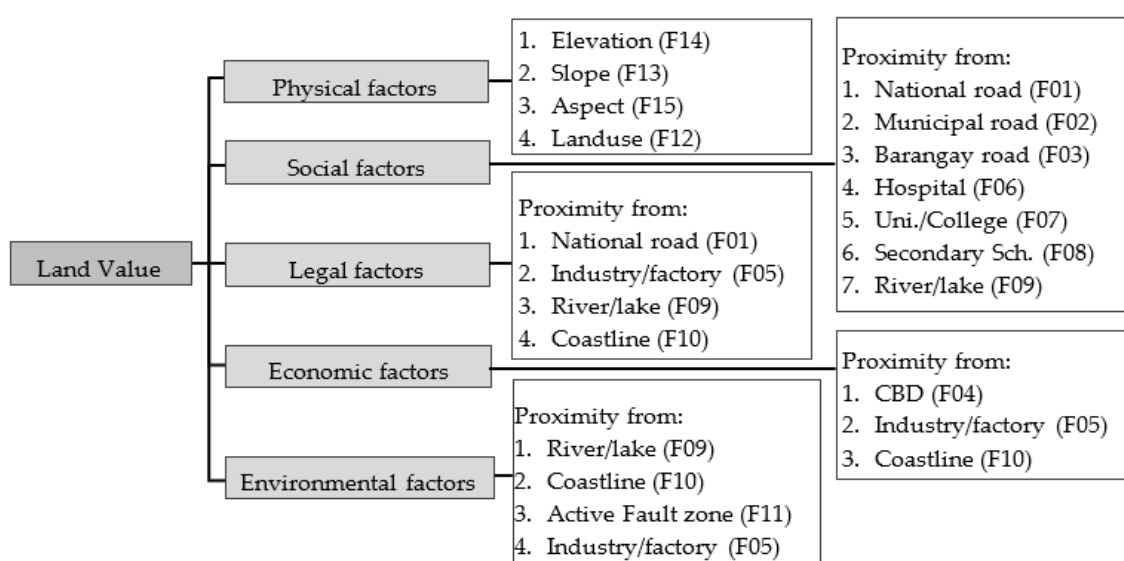 Land Value
Physical factors
1. Elevation (F14)
2. Slope (F13)
3. Aspect (F15)
4. Landuse (F12)
Social factors
Proximity from:
1. National road (F01)
2. Municipal road (F02)
3. Barangay road (F03)
4. Hospital (F06)
5. Uni./College (F07)
6. Secondary Sch. (F08)
7. River/lake (F09)
Legal factors
Proximity from:
1. National road (F01)
2. Industry/factory (F05)
3. River/lake (F09)
4. Coastline (F10)
Economic factors
Proximity from:
1. CBD (F04)
2. Industry/factory (F05)
3. Coastline (F10)
Environmental factors
Proximity from:
1. River/lake (F09)
2. Coastline (F10)
3. Active Fault zone (F11)
4. Industry/factory (F05)